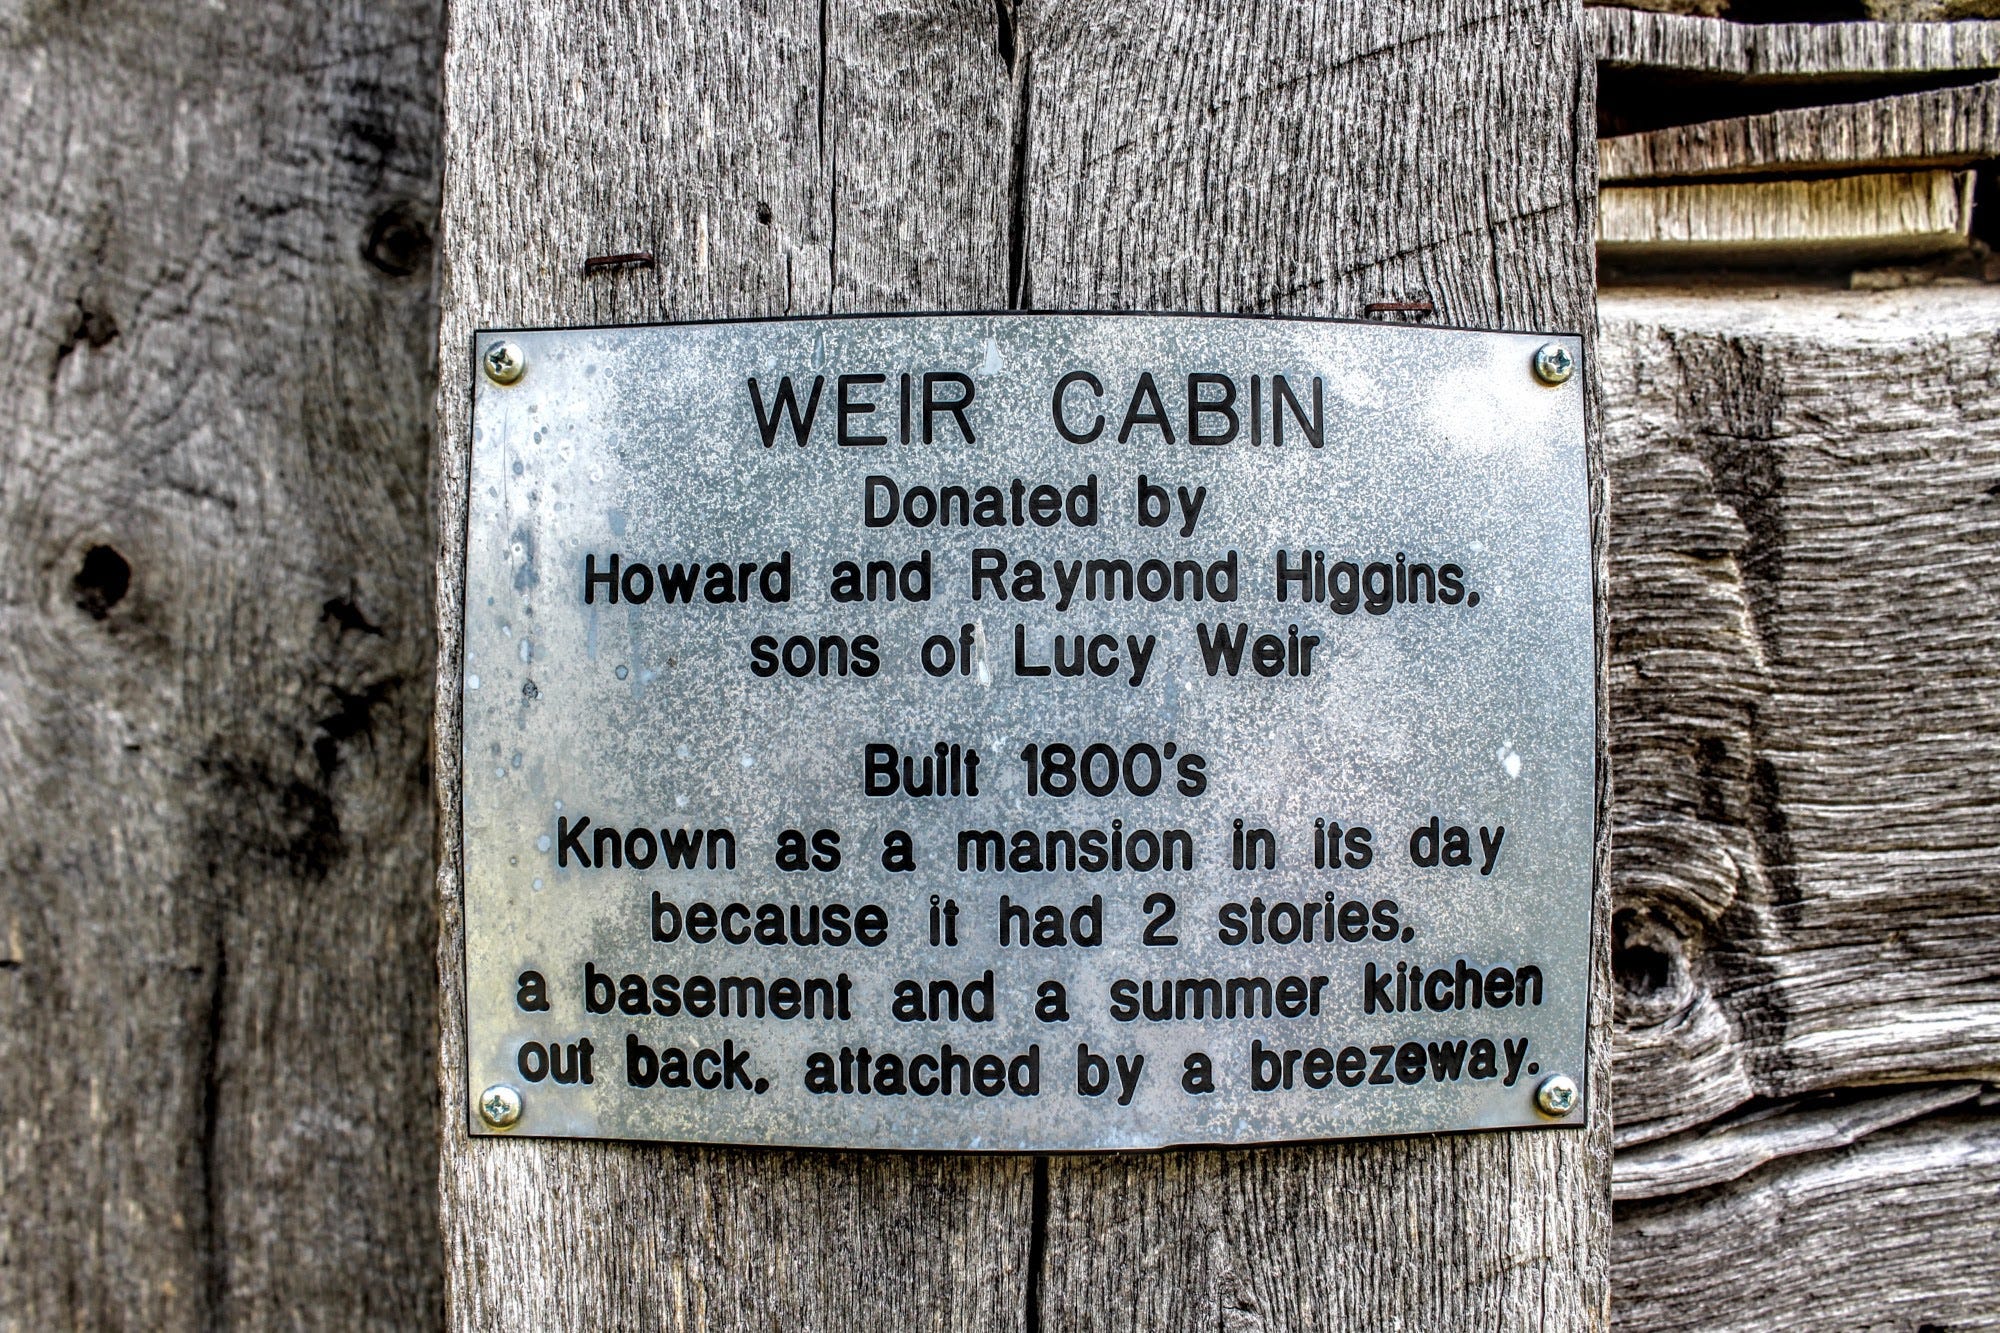 WEIR CABIN
Donated by
Howard and Raymond Higgins,
sons of Lucy Weir
Built 1800's
Known as a mansion in its day
because it had 2 stories,
a basement and a summer kitchen
out back, attached by a breezeway.